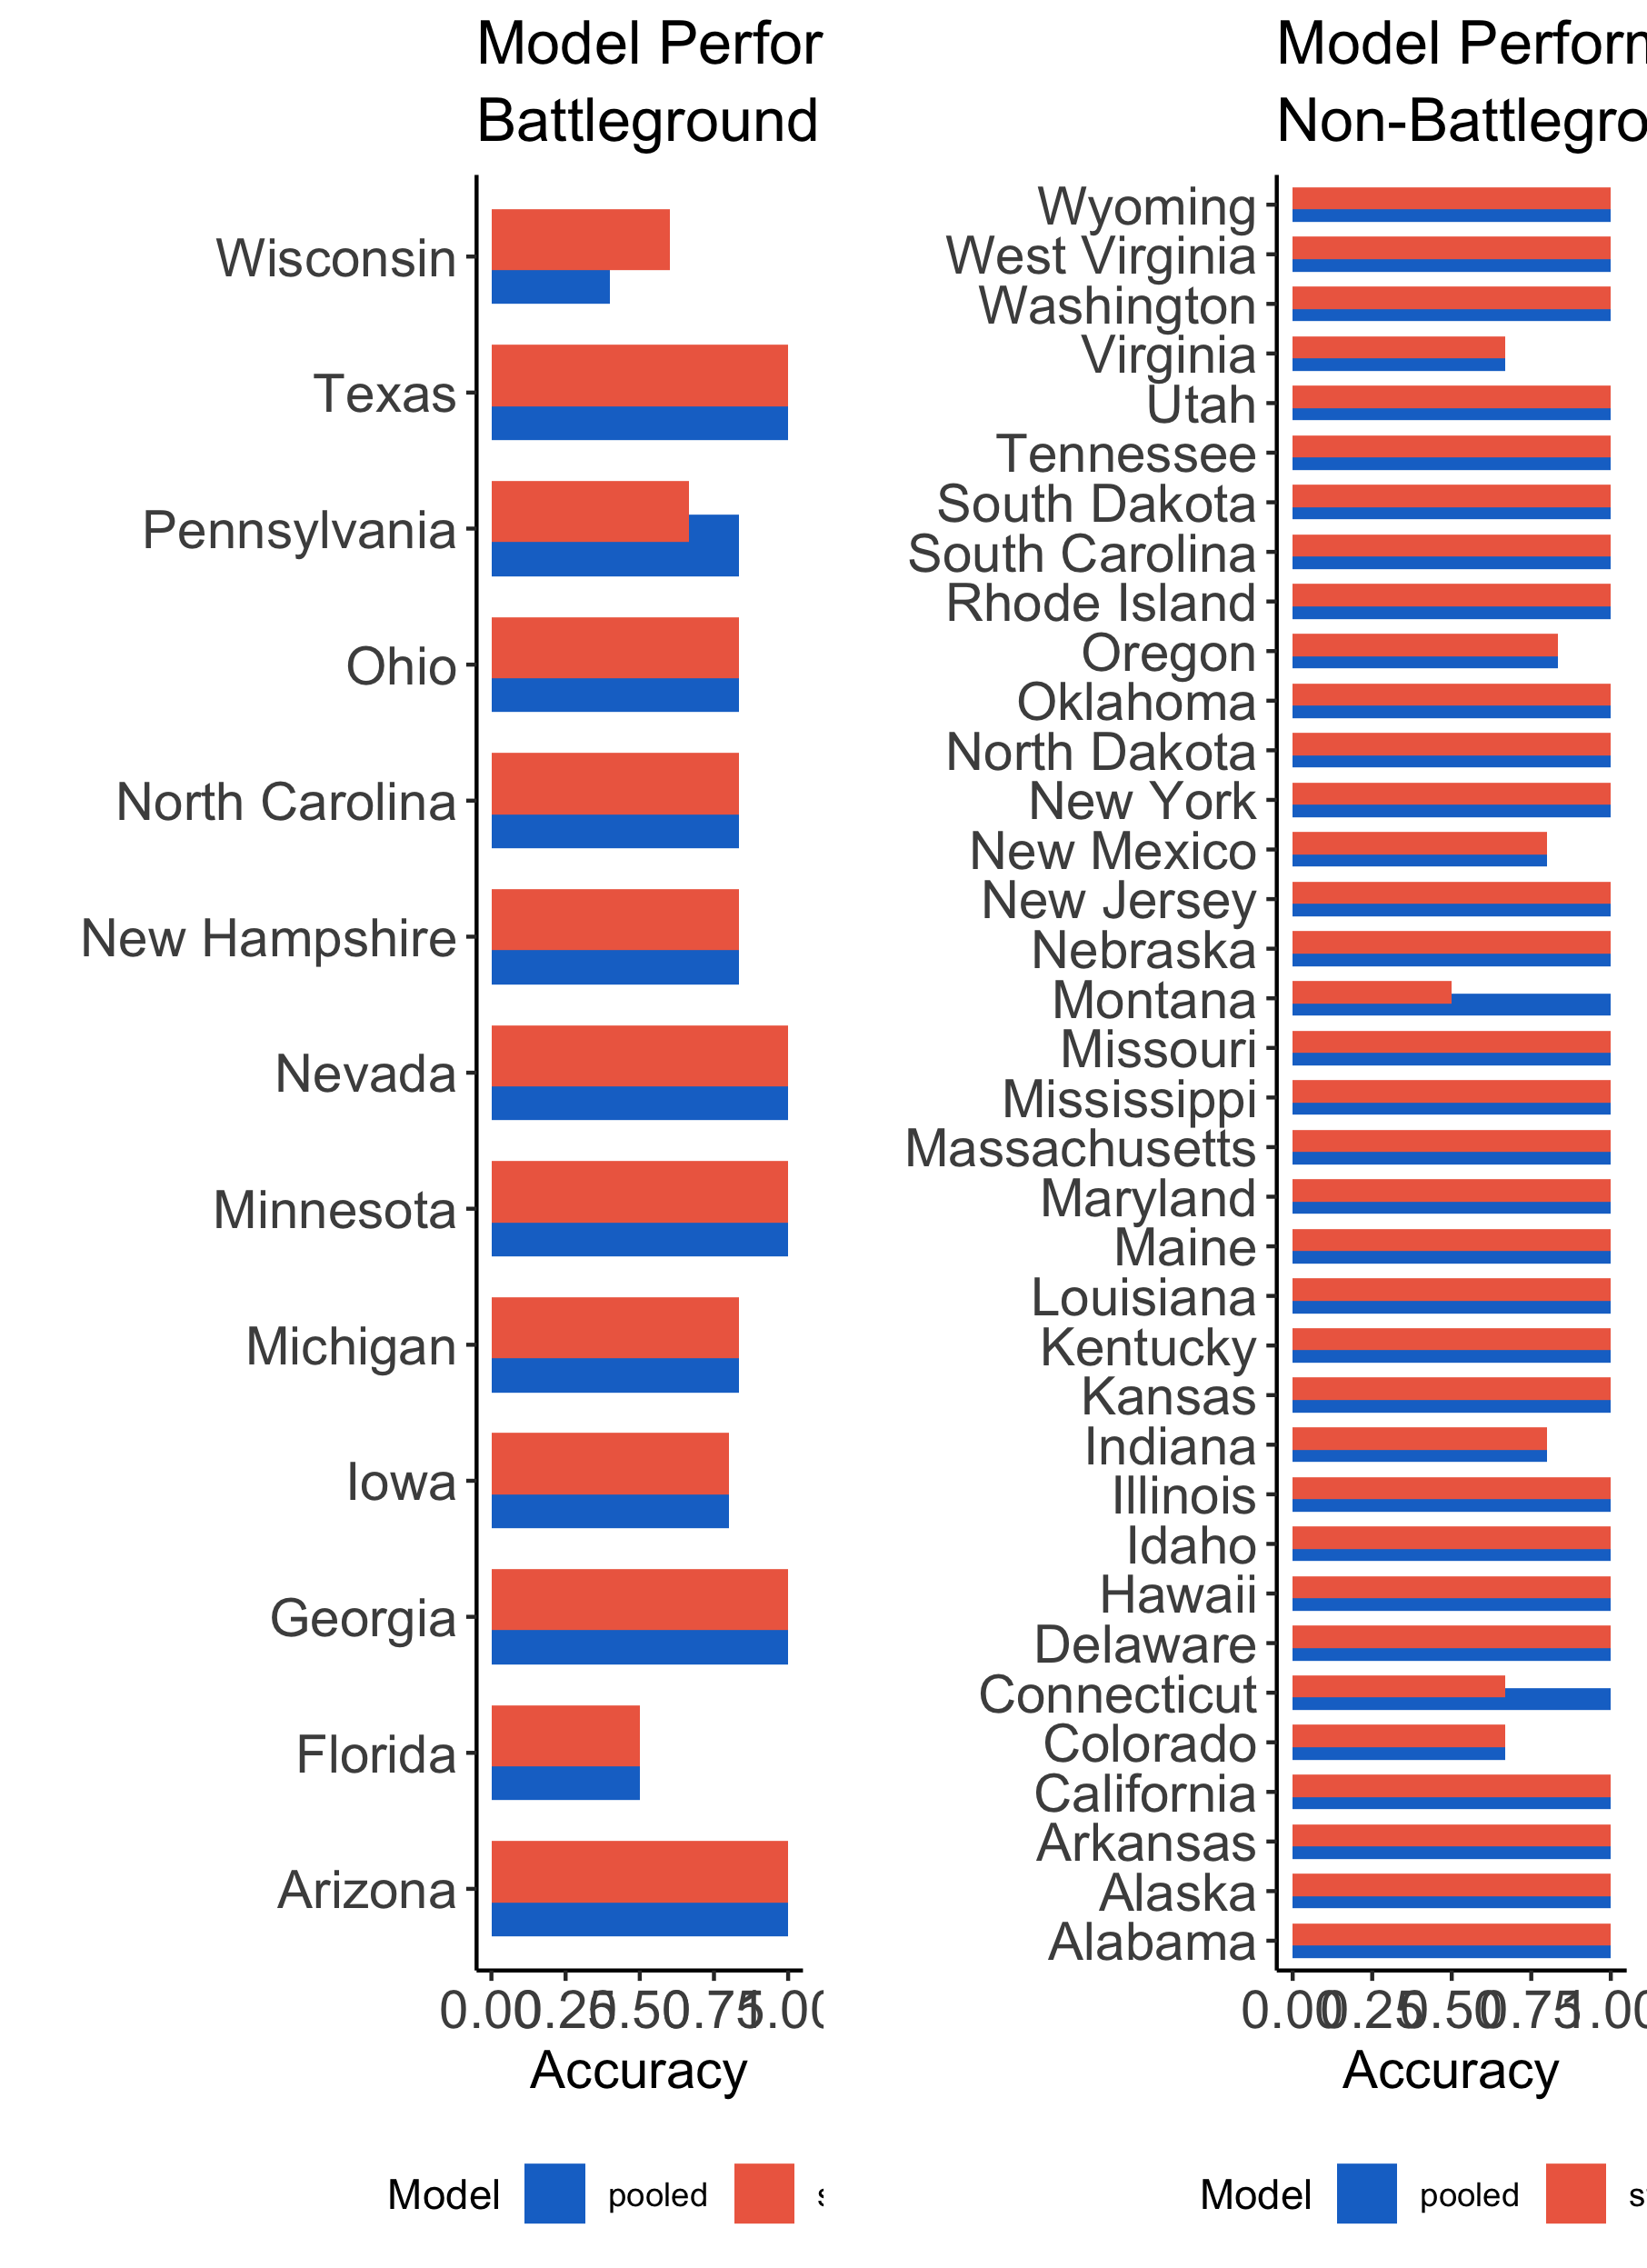 Model Perfor
Battleground
Wisconsin
Texas
Pennsylvania
Ohio
North Carolina
New Hampshire
Nevada
Minnesota
Michigan
Iowa
Georgia
Florida
Arizona
0.00 0.25 0.50 0.75 1.00
Accuracy
Model pooled s
Model Perform
Non-Battlegro
Wyoming
West Virginia
Washington
Virginia
Utah
Tennessee
South Dakota
South Carolina
Rhode Island
Oregon
Oklahoma
North Dakota
New York
New Mexico
New Jersey
Nebraska
Montana
Missouri
Mississippi
Massachusetts
Maryland
Maine
Louisiana
Kentucky
Kansas
Indiana
Illinois
Idaho
Hawaii
Delaware
Connecticut
Colorado
California
Arkansas
Alaska
Alabama
0.00 0.25 0.50 0.75 1.00
Accuracy
Model pooled s